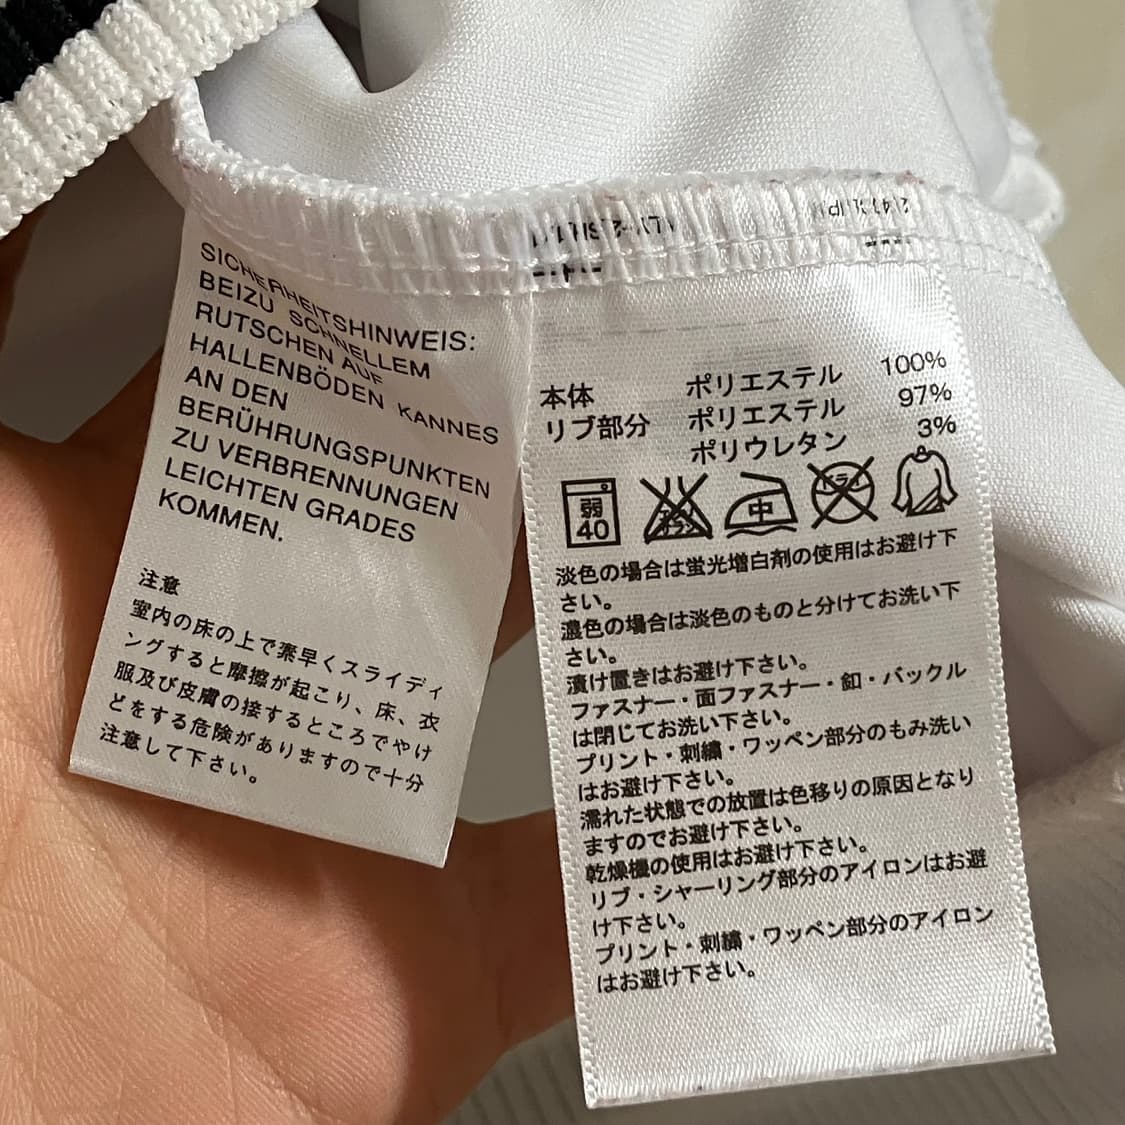 SICHERHEITSHINWEIS:
BEIZU SCHNELLEM
RUTSCHEN AUF
HALLENBÖDEN KANNES
AN DEN
BERÜHRUNGSPUNKTEN
ZU VERBRENNUNGEN
LEICHTEN GRADES
KOMMEN.
注意
室内の床の上で素早くスライディ
ングすると摩擦が起こり、床、衣
服及び皮膚の接するところでやけ
どをする危険がありますので十分
注意して下さい。
本体 ポリエステル 100%
リブ部分 ポリエステル 97%
ポリウレタン 3%
弱
40
エンソ
サラシ
中
ドライ
淡色の場合は蛍光増白剤の使用はお避け下
さい。
濃色の場合は淡色のものと分けてお洗い下
さい。
漬け置きはお避け下さい。
ファスナー・面ファスナー・釦・バックル
は閉じてお洗い下さい。
プリント・刺繍・ワッペン部分のもみ洗い
はお避け下さい。
濡れた状態での放置は色移りの原因となり
ますのでお避け下さい。
乾燥機の使用はお避け下さい。
リブ・シャーリング部分のアイロンはお避
け下さい。
プリント・刺繍・ワッペン部分のアイロン
はお避け下さい。